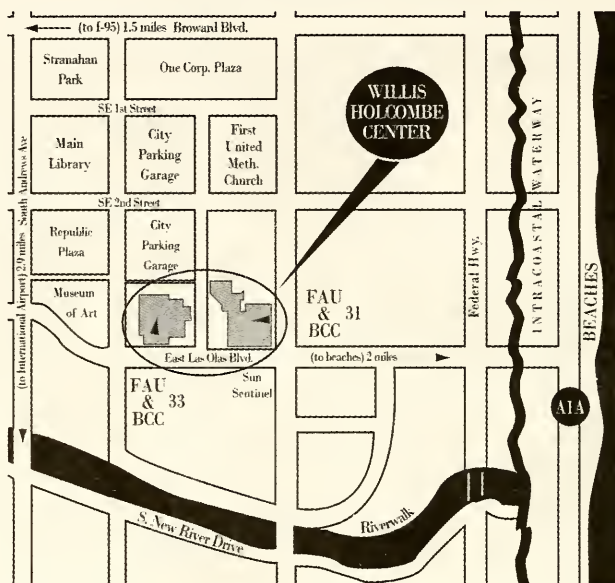 (to I-95) 1.5 miles Broward Blvd.
Stranahan
Park
One Corp. Plaza
WILLIS
HOLCOMBE
CENTER
SE 1st Street
Main
Library
City
Parking
Garage
First
United
Meth.
Church
SE 2nd Street
Republic
Plaza
City
Parking
Garage
Museum
of Art
FAU
& 31
BCC
East Las Olas Blvd.
(to beaches) 2 miles
FAU
& 33
BCC
Sun
Sentinel
S. New River Drive
Riverwalk
(to International Airport) 2.9 miles South Andrews Ave
Federal Hwy.
INTRACOASTAL WATERWAY
BEACHES
A1A